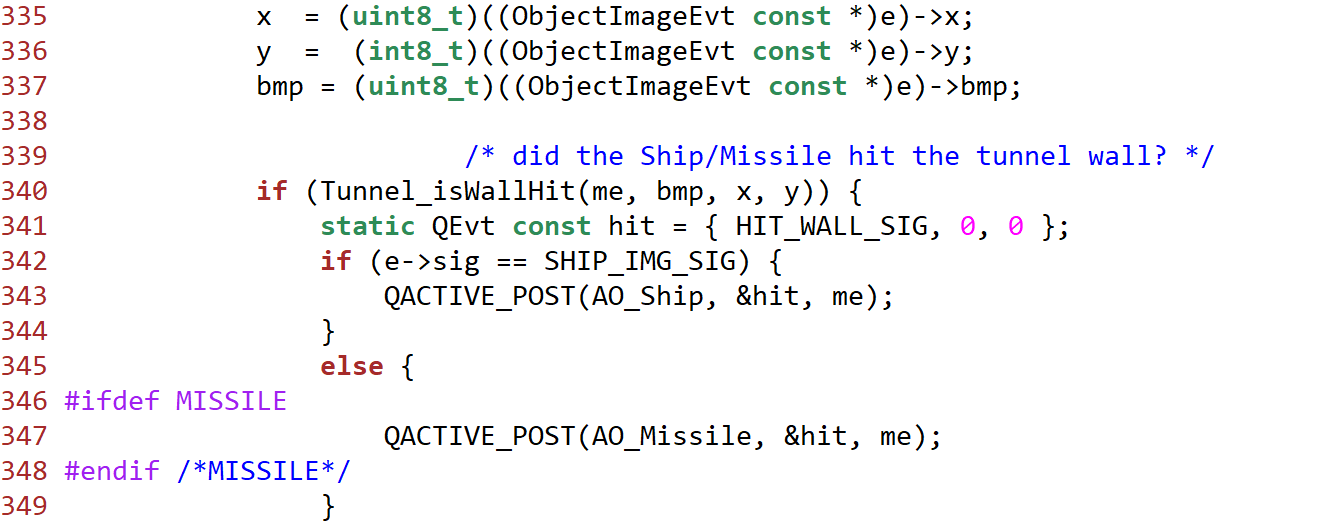 335             x  = (uint8_t)((ObjectImageEvt const *)e)->x;
336             y  =  (int8_t)((ObjectImageEvt const *)e)->y;
337             bmp = (uint8_t)((ObjectImageEvt const *)e)->bmp;
338
339                          /* did the Ship/Missile hit the tunnel wall? */
340             if (Tunnel_isWallHit(me, bmp, x, y)) {
341                 static QEvt const hit = { HIT_WALL_SIG, 0, 0 };
342                 if (e->sig == SHIP_IMG_SIG) {
343                     QACTIVE_POST(AO_Ship, &hit, me);
344                 }
345                 else {
346 #ifdef MISSILE
347                     QACTIVE_POST(AO_Missile, &hit, me);
348 #endif /*MISSILE*/
349                 }